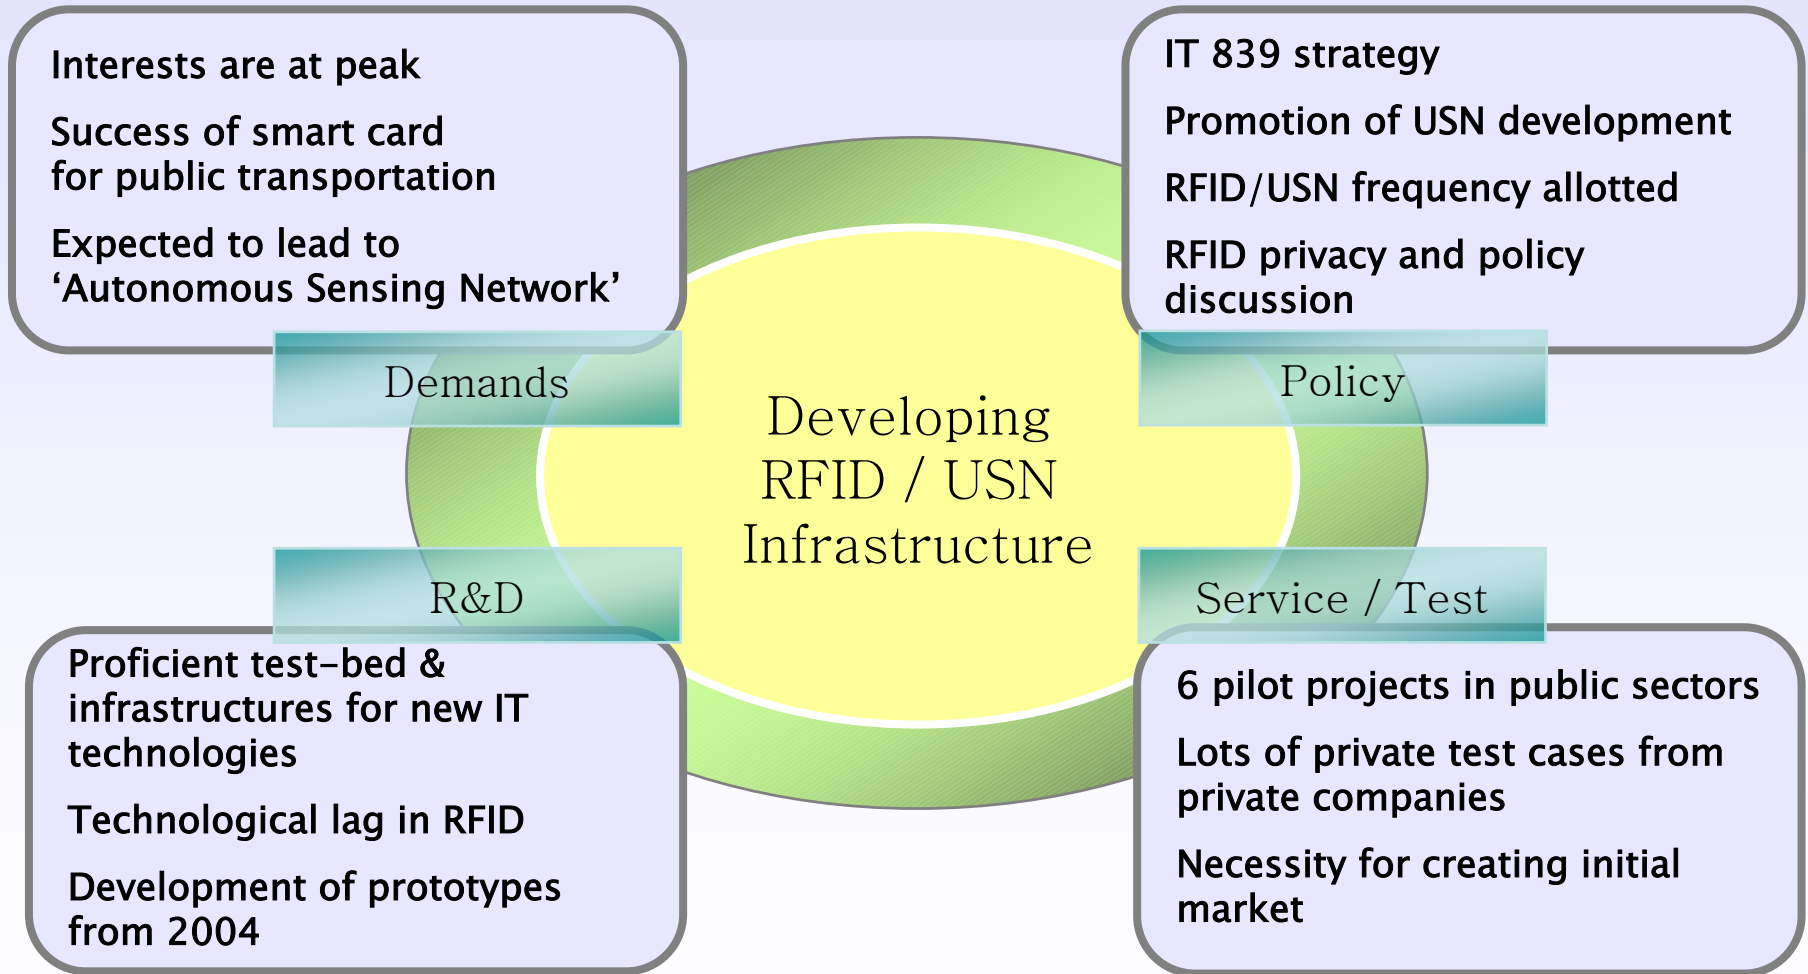 Interests are at peak
Success of smart card
for public transportation
Expected to lead to
‘Autonomous Sensing Network’
Demands
IT 839 strategy
Promotion of USN development
RFID/USN frequency allotted
RFID privacy and policy
discussion
Policy
Developing
RFID / USN
Infrastructure
R&D
Proficient test-bed &
infrastructures for new IT
technologies
Technological lag in RFID
Development of prototypes
from 2004
Service / Test
6 pilot projects in public sectors
Lots of private test cases from
private companies
Necessity for creating initial
market